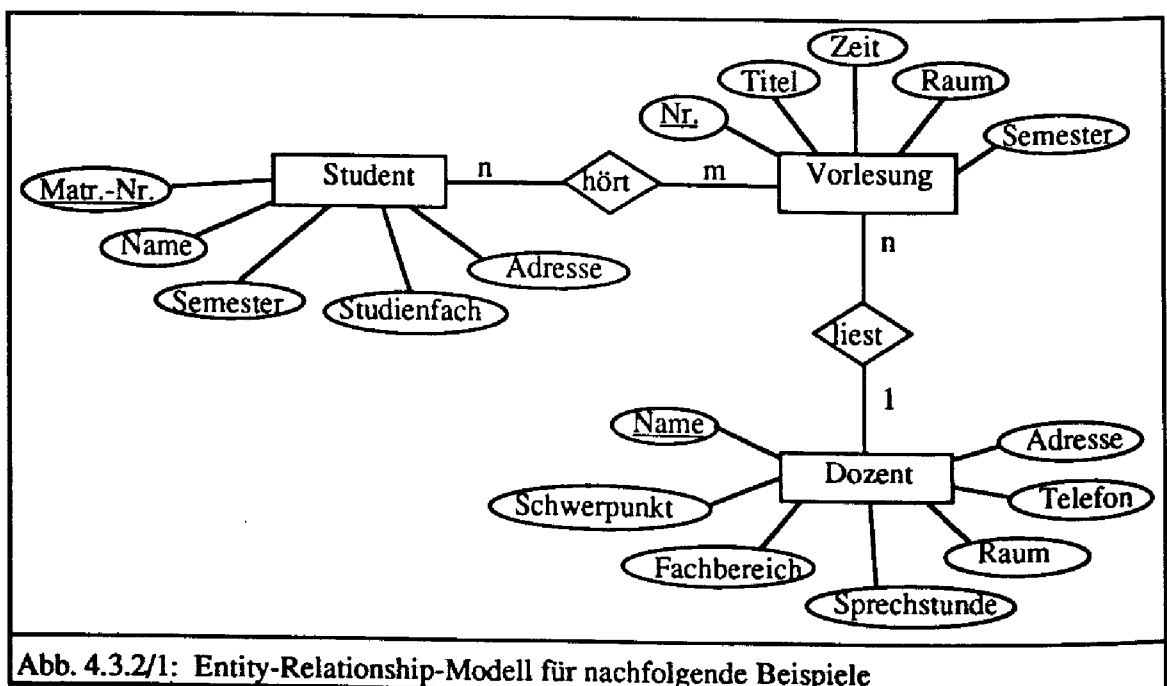 Zeit
Titel
Raum
Nr.
Semester
Student
n
hört
m
Vorlesung
Matr.-Nr.
Name
Semester
Studienfach
Adresse
n
liest
1
Name
Adresse
Dozent
Schwerpunkt
Telefon
Fachbereich
Raum
Sprechstunde
Abb. 4.3.2/1: Entity-Relationship-Modell für nachfolgende Beispiele